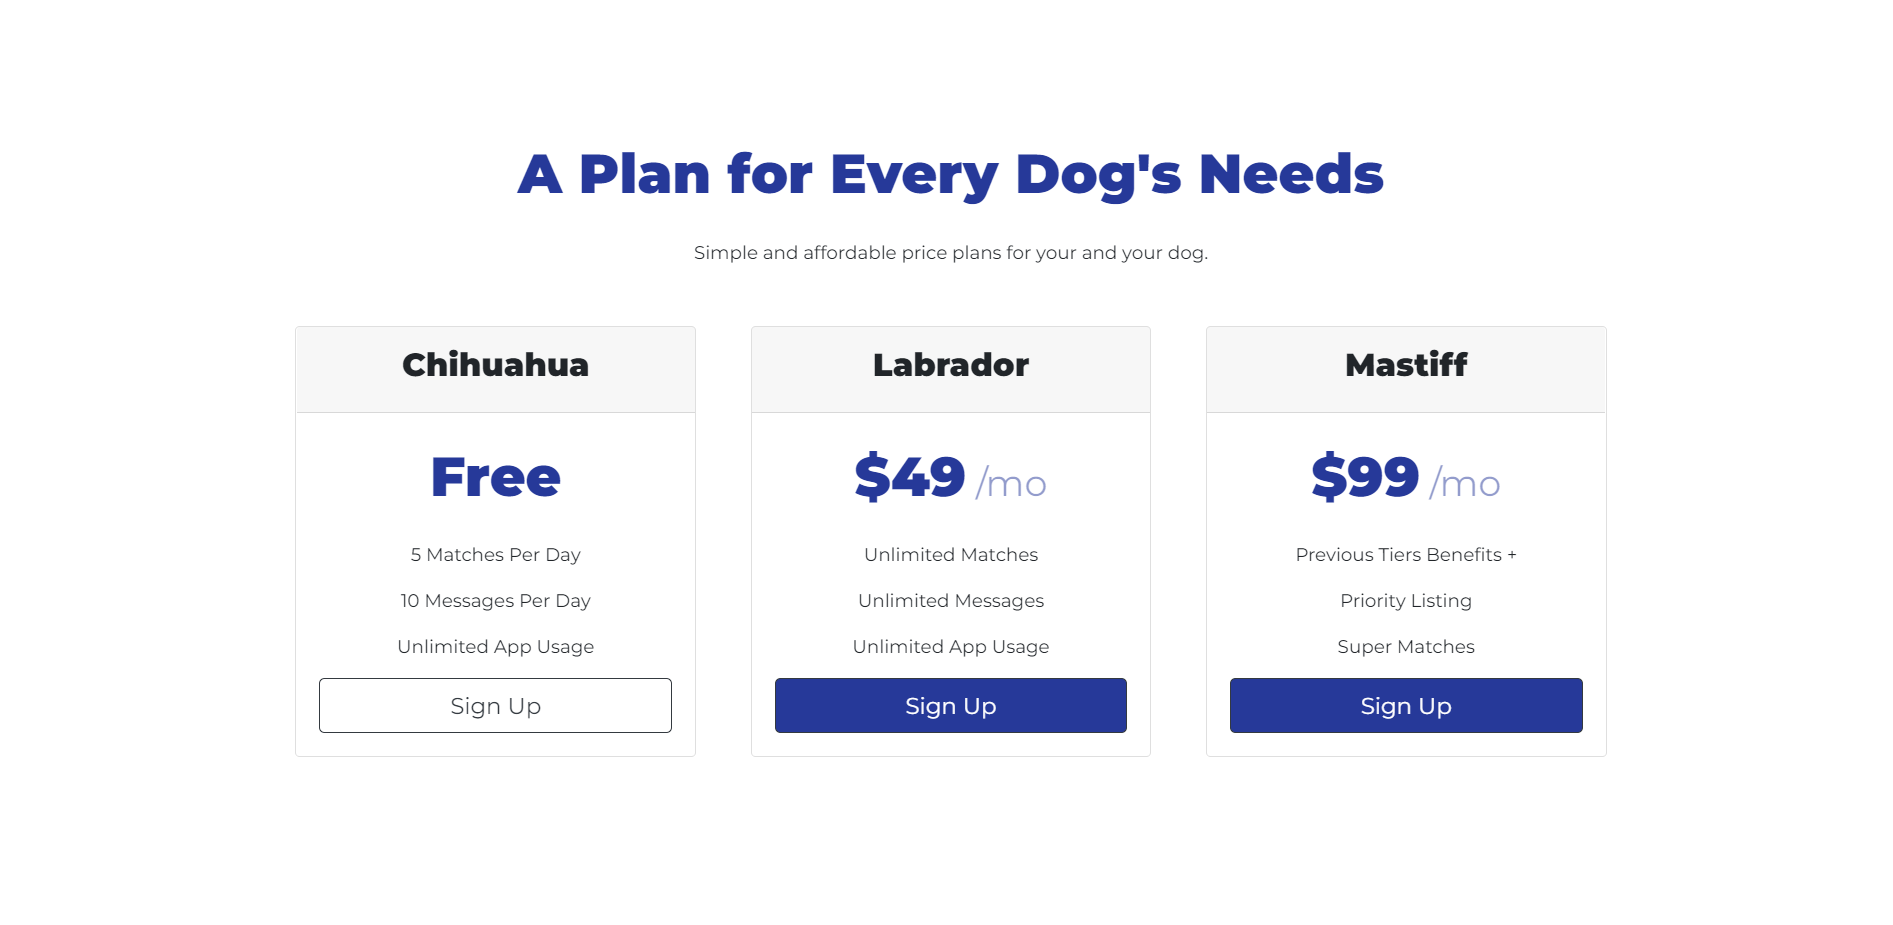 A Plan for Every Dog's Needs
Simple and affordable price plans for your and your dog.
Chihuahua
Free
5 Matches Per Day
10 Messages Per Day
Unlimited App Usage
Sign Up
Labrador
$49 /mo
Unlimited Matches
Unlimited Messages
Unlimited App Usage
Sign Up
Mastiff
$99 /mo
Previous Tiers Benefits +
Priority Listing
Super Matches
Sign Up